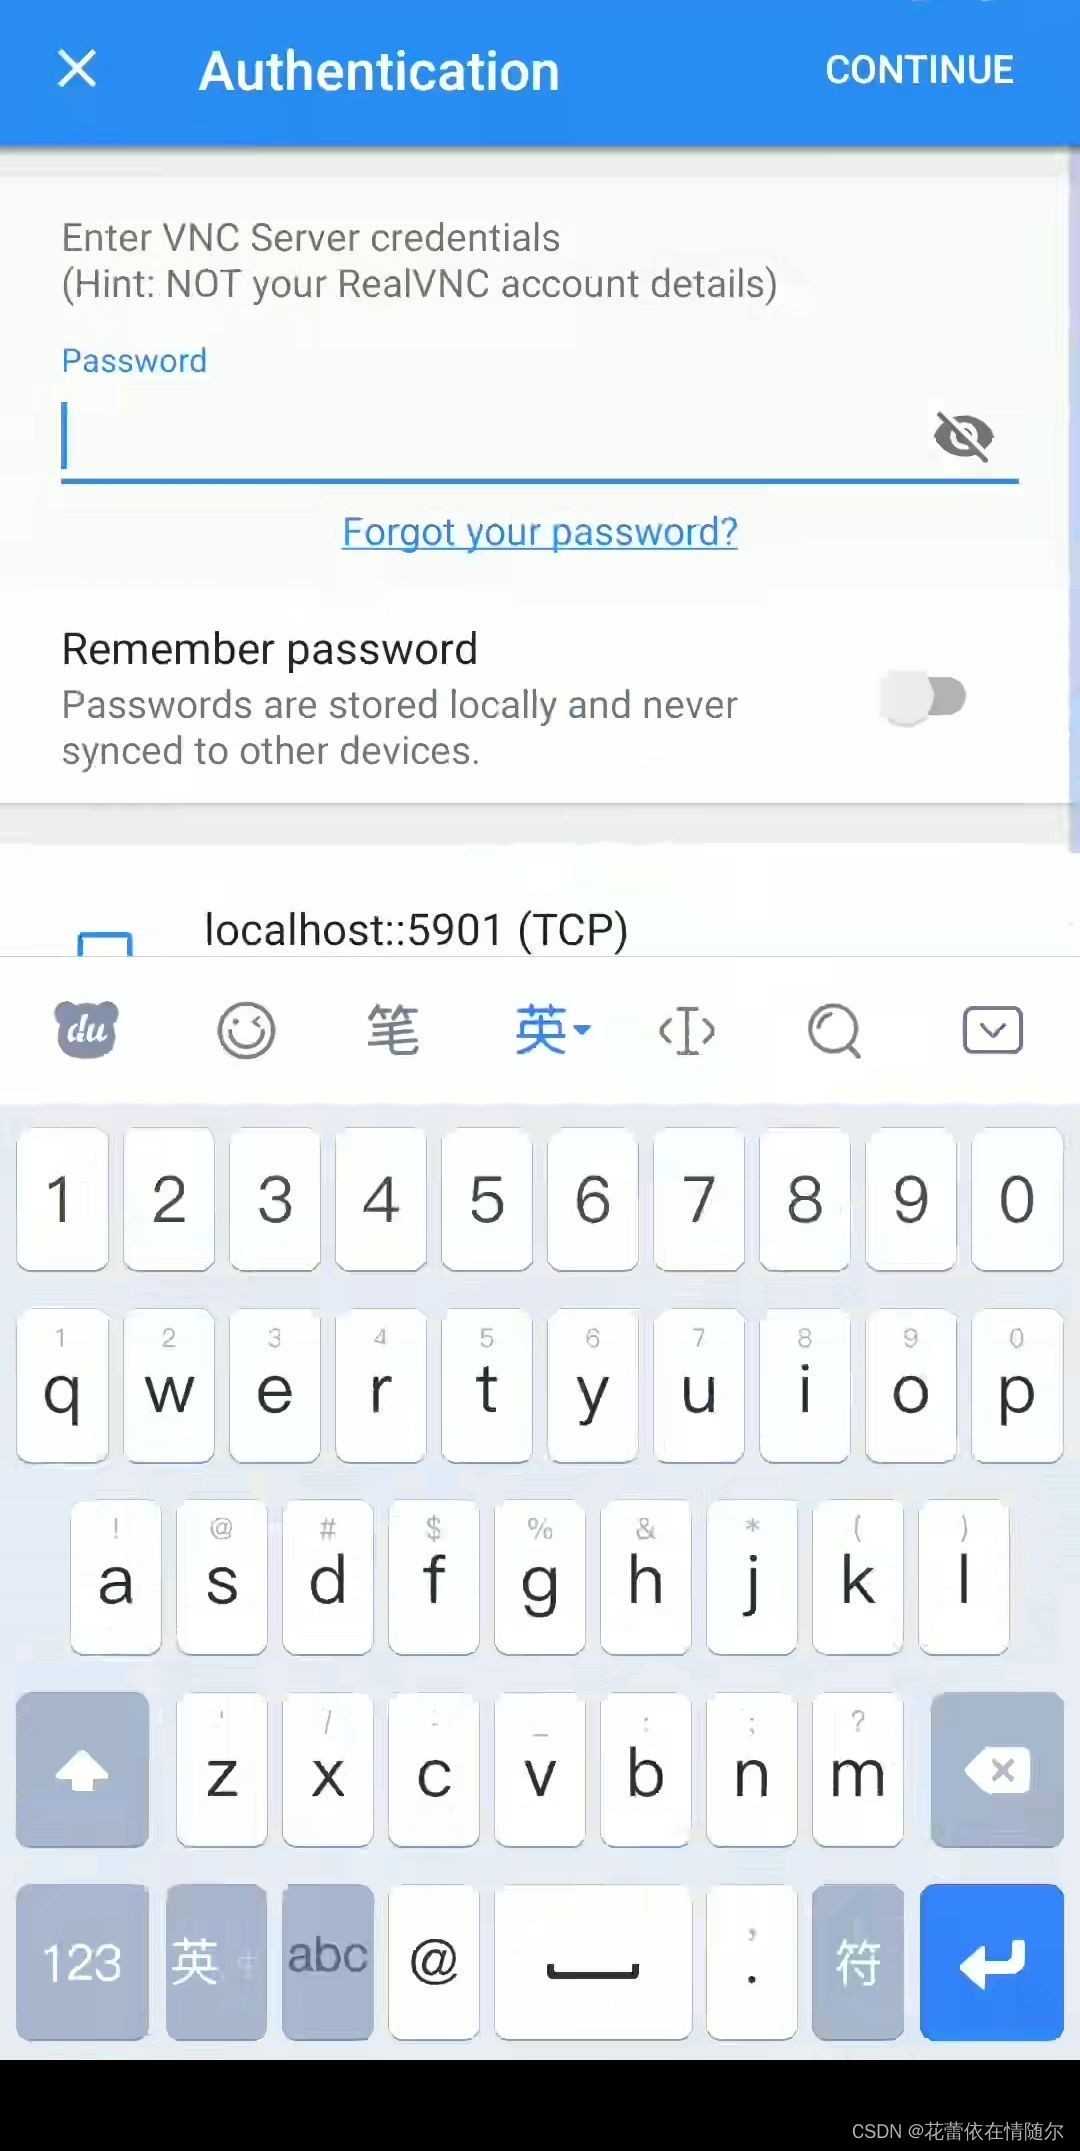 Authentication CONTINUE
Enter VNC Server credentials
(Hint: NOT your RealVNC account details)
Password
Forgot your password?
Remember password
Passwords are stored locally and never
synced to other devices.
localhost::5901 (TCP)
du 笔 英
1 2 3 4 5 6 7 8 9 0
1 2 3 4 5 6 7 8 9 0
q w e r t y u i o p
! @ # $ % & * ( )
a s d f g h j k l
' / - _ : ; ?
z x c v b n m
123 英 abc @ , . 符
CSDN @花蕾依在情随尔